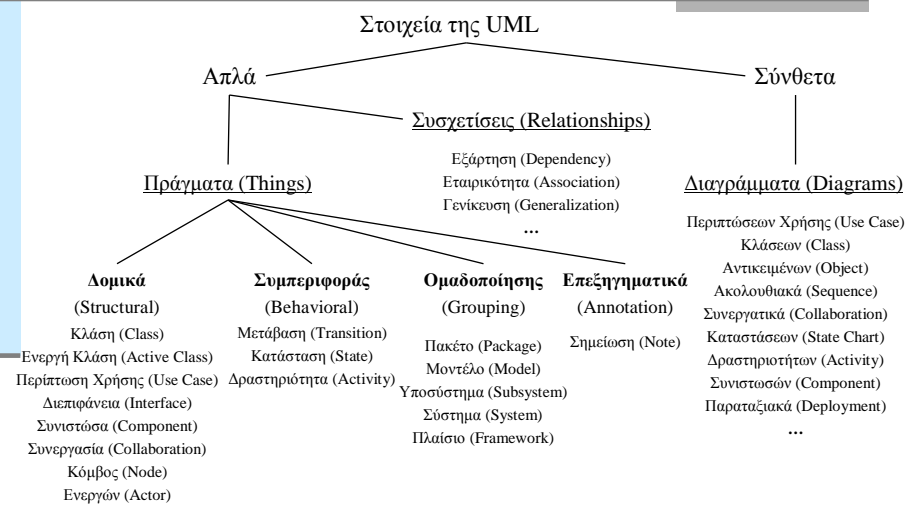 Στοιχεία της UML
Απλά
Σύνθετα
Συσχετίσεις (Relationships)
Εξάρτηση (Dependency)
Εταιρικότητα (Association)
Γενίκευση (Generalization)
...
Πράγματα (Things)
Δομικά
(Structural)
Κλάση (Class)
Ενεργή Κλάση (Active Class)
Περίπτωση Χρήσης (Use Case)
Διεπιφάνεια (Interface)
Συνιστώσα (Component)
Συνεργασία (Collaboration)
Κόμβος (Node)
Ενεργών (Actor)
Συμπεριφοράς
(Behavioral)
Μετάβαση (Transition)
Κατάσταση (State)
Δραστηριότητα (Activity)
Ομαδοποίησης
(Grouping)
Πακέτο (Package)
Μοντέλο (Model)
Υποσύστημα (Subsystem)
Σύστημα (System)
Πλαίσιο (Framework)
Επεξηγηματικά
(Annotation)
Σημείωση (Note)
Διαγράμματα (Diagrams)
Περιπτώσεων Χρήσης (Use Case)
Κλάσεων (Class)
Αντικειμένων (Object)
Ακολουθιακά (Sequence)
Συνεργατικά (Collaboration)
Καταστάσεων (State Chart)
Δραστηριοτήτων (Activity)
Συνιστωσών (Component)
Παραταξιακά (Deployment)
...